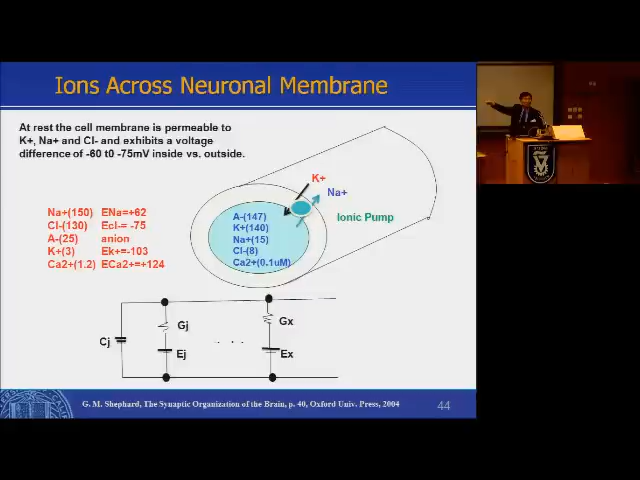 Ions Across Neuronal Membrane
At rest the cell membrane is permeable to
K+, Na+ and Cl- and exhibits a voltage
difference of -60 t0 -75mV inside vs. outside.
K+
Na+
Ionic Pump
Na+(150) ENa=+62
Cl-(130) Ecl-= -75
A-(25) anion
K+(3) Ek+=-103
Ca2+(1.2) ECa2+=+124
A-(147)
K+(140)
Na+(15)
Cl-(8)
Ca2+(0.1uM)
Cj
Gj
Ej
. . .
Gx
Ex
G. M. Shephard, The Synaptic Organization of the Brain, p. 40, Oxford Univ. Press, 2004
44